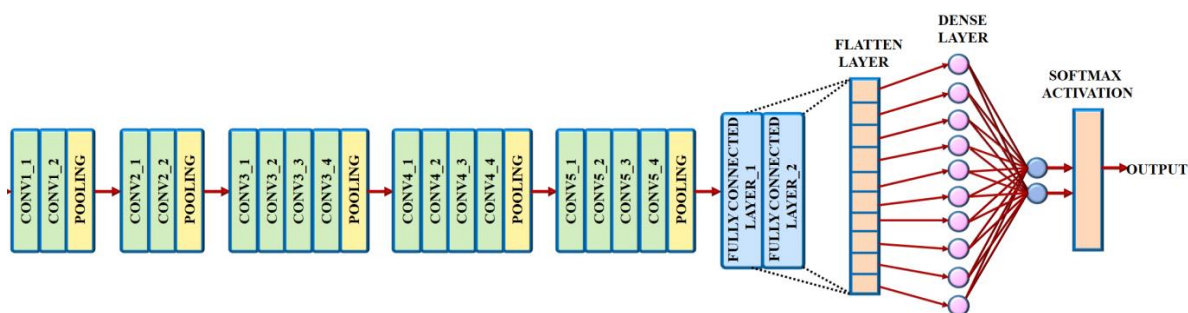 CONV1_1
CONV1_2
POOLING
CONV2_1
CONV2_2
POOLING
CONV3_1
CONV3_2
CONV3_3
CONV3_4
POOLING
CONV4_1
CONV4_2
CONV4_3
CONV4_4
POOLING
CONV5_1
CONV5_2
CONV5_3
CONV5_4
POOLING
FULLY CONNECTED
LAYER_1
FULLY CONNECTED
LAYER_2
FLATTEN
LAYER
DENSE
LAYER
SOFTMAX
ACTIVATION
OUTPUT